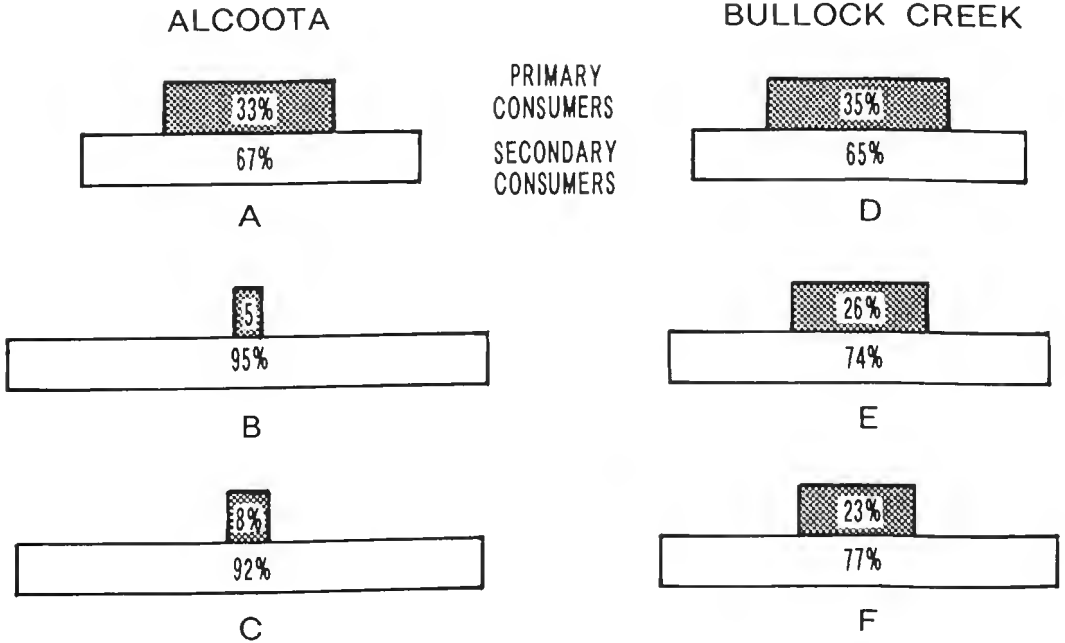 ALCOOTA
BULLOCK CREEK
33%
67%
A
PRIMARY
CONSUMERS
SECONDARY
CONSUMERS
35%
65%
D
5
95%
B
26%
74%
E
8%
92%
C
23%
77%
F